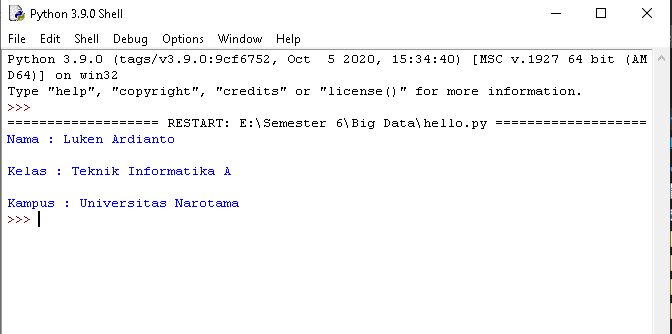 Python 3.9.0 Shell
File Edit Shell Debug Options Window Help
Python 3.9.0 (tags/v3.9.0:9cf6752, Oct  5 2020, 15:34:40) [MSC v.1927 64 bit (AM
D64)] on win32
Type "help", "copyright", "credits" or "license()" for more information.
>>>
=================== RESTART: E:\Semester 6\Big Data\hello.py ===================
Nama : Luken Ardianto
Kelas : Teknik Informatika A
Kampus : Universitas Narotama
>>>